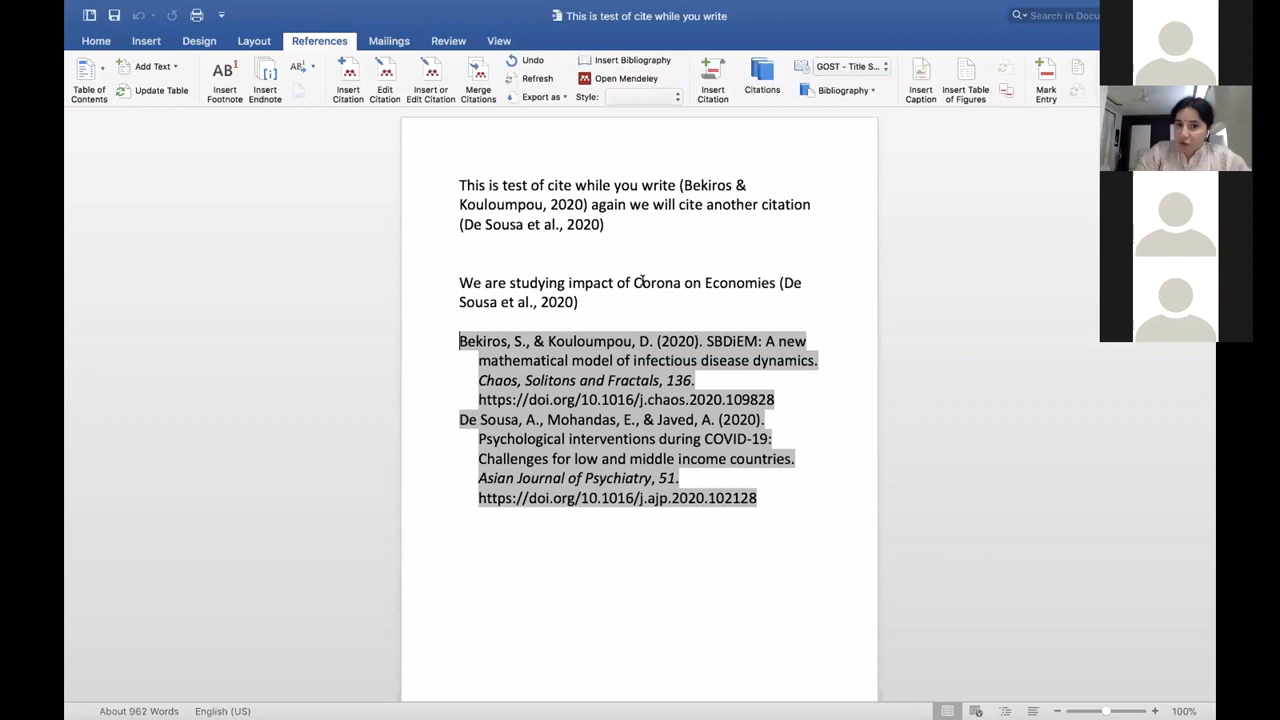 This is test of cite while you write
Search in Docu
Home Insert Design Layout References Mailings Review View
Table of Contents
Add Text
Update Table
AB1
Insert Footnote
[i]
Insert Endnote
AB1
Insert Citation
Edit Citation
Insert or Edit Citation
Merge Citations
Undo
Refresh
Export as
Insert Bibliography
Open Mendeley
Style:
Insert Citation
Citations
GOST - Title S...
Bibliography
Insert Caption
Insert Table of Figures
Mark Entry
This is test of cite while you write (Bekiros &
Kouloumpou, 2020) again we will cite another citation
(De Sousa et al., 2020)
We are studying impact of Corona on Economies (De
Sousa et al., 2020)
Bekiros, S., & Kouloumpou, D. (2020). SBDiEM: A new
mathematical model of infectious disease dynamics.
Chaos, Solitons and Fractals, 136.
https://doi.org/10.1016/j.chaos.2020.109828
De Sousa, A., Mohandas, E., & Javed, A. (2020).
Psychological interventions during COVID-19:
Challenges for low and middle income countries.
Asian Journal of Psychiatry, 51.
https://doi.org/10.1016/j.ajp.2020.102128
About 962 Words English (US)
100%